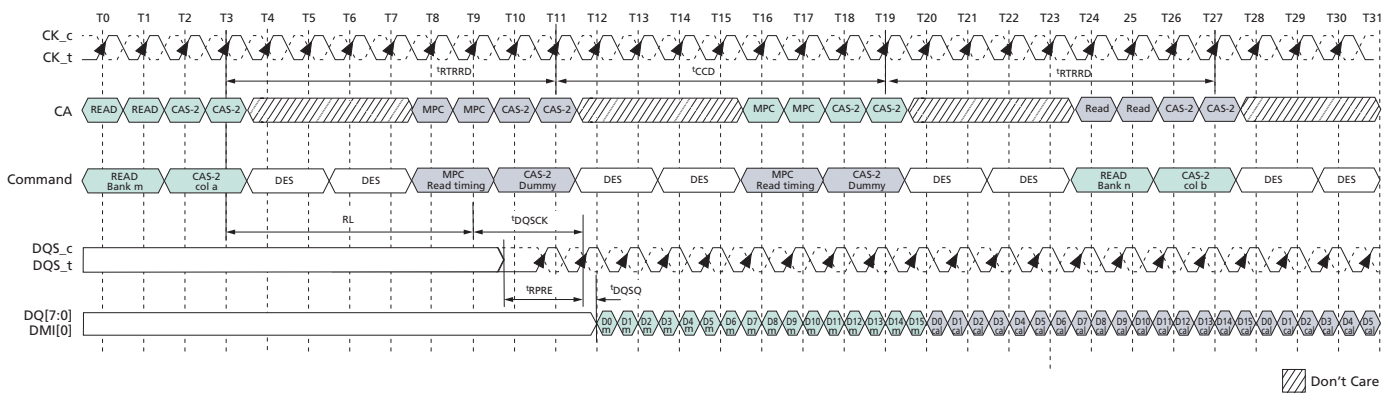 T0 T1 T2 T3 T4 T5 T6 T7 T8 T9 T10 T11 T12 T13 T14 T15 T16 T17 T18 T19 T20 T21 T22 T23 T24 25 T26 T27 T28 T29 T30 T31
CK_c
CK_t
tRTRRD tCCD tRTRRD
CA READ READ CAS-2 CAS-2 MPC MPC CAS-2 CAS-2 MPC MPC CAS-2 CAS-2 Read Read CAS-2 CAS-2
Command READ CAS-2 DES DES MPC CAS-2 DES DES MPC CAS-2 DES DES READ CAS-2 DES DES
Bank m col a Read timing Dummy Read timing Dummy Bank n col b
RL tDQSCK
DQS_c
DQS_t
tRPRE tDQSQ
DQ[7:0]
DMI[0]
D0 D1 D2 D3 D4 D5 D6 D7 D8 D9 D10 D11 D12 D13 D14 D15 D0 D1 D2 D3 D4 D5 D6 D7 D8 D9 D10 D11 D12 D13 D14 D15 D0 D1 D2 D3 D4 D5
m m m m m m m m m m m m m m m m cal cal cal cal cal cal cal cal cal cal cal cal cal cal cal cal cal cal cal cal cal cal
Don't Care